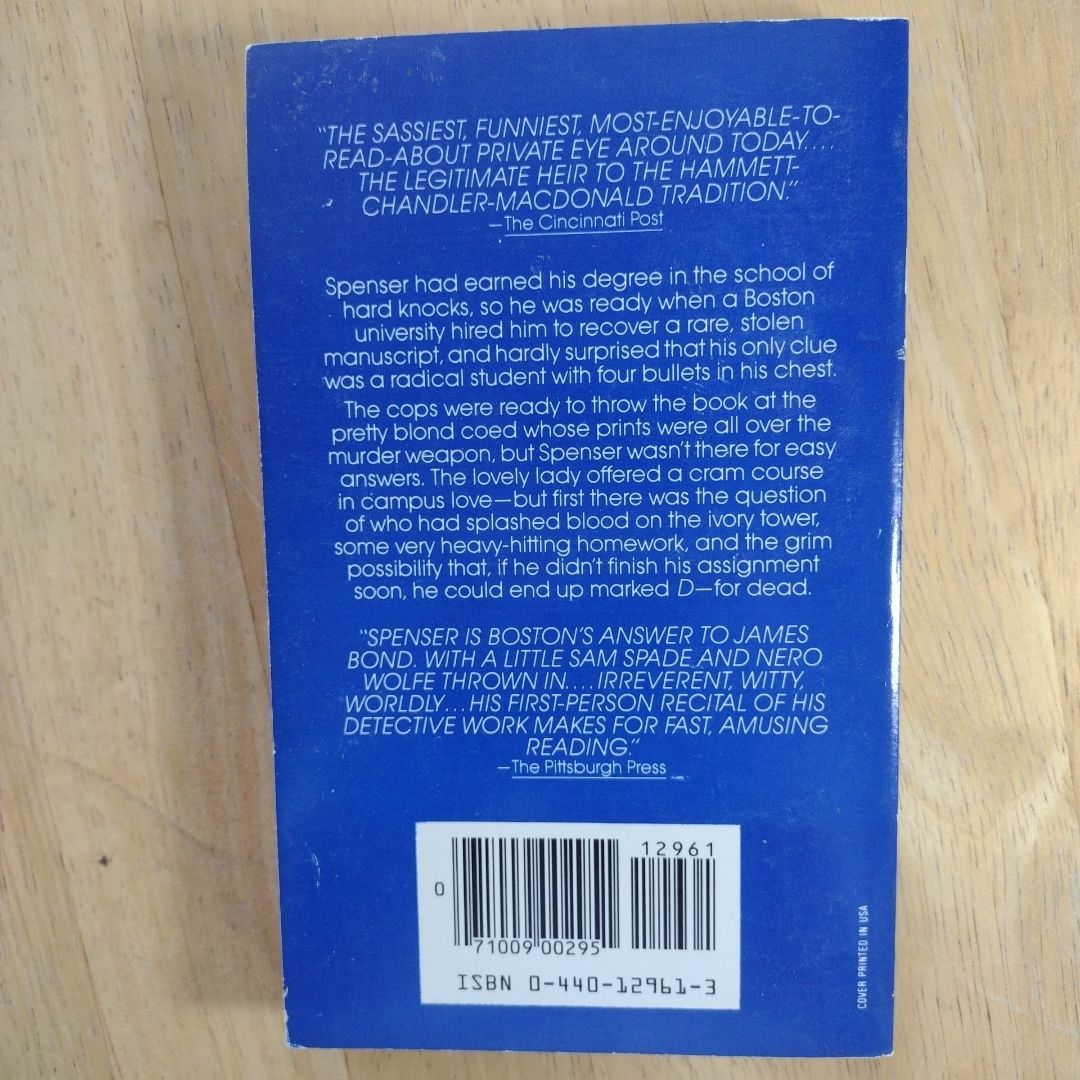 "THE SASSIEST, FUNNIEST, MOST-ENJOYABLE-TO-
READ-ABOUT PRIVATE EYE AROUND TODAY....
THE LEGITIMATE HEIR TO THE HAMMETT-
CHANDLER-MACDONALD TRADITION."
—The Cincinnati Post
Spenser had earned his degree in the school of
hard knocks, so he was ready when a Boston
university hired him to recover a rare, stolen
manuscript, and hardly surprised that his only clue
was a radical student with four bullets in his chest.
The cops were ready to throw the book at the
pretty blond coed whose prints were all over the
murder weapon, but Spenser wasn't there for easy
answers. The lovely lady offered a cram course
in campus love—but first there was the question
of who had splashed blood on the ivory tower,
some very heavy-hitting homework, and the grim
possibility that, if he didn't finish his assignment
soon, he could end up marked D—for dead.
"SPENSER IS BOSTON'S ANSWER TO JAMES
BOND. WITH A LITTLE SAM SPADE AND NERO
WOLFE THROWN IN....IRREVERENT, WITTY,
WORLDLY...HIS FIRST-PERSON RECITAL OF HIS
DETECTIVE WORK MAKES FOR FAST, AMUSING
READING."
—The Pittsburgh Press
12961
0
71009 00295
ISBN 0-440-12961-3
COVER PRINTED IN USA